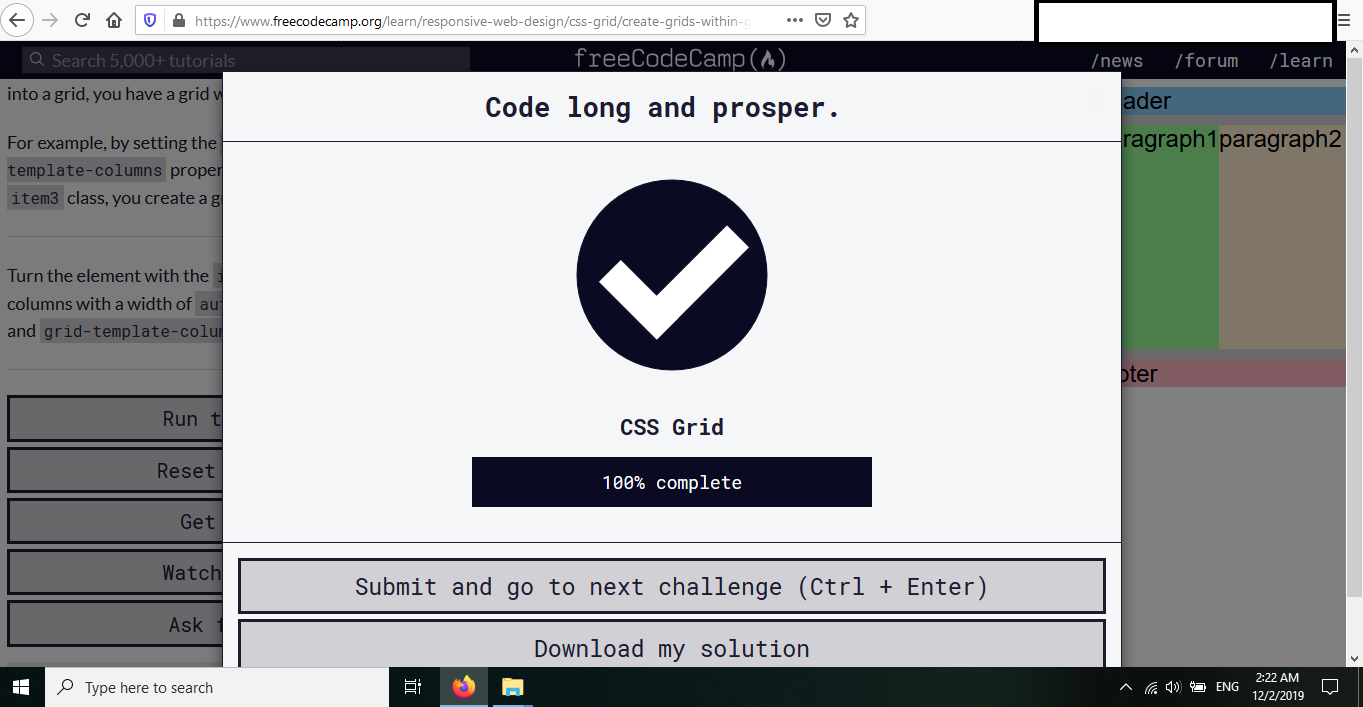 https://www.freecodecamp.org/learn/responsive-web-design/css-grid/create-grids-within-g
Search 5,000+ tutorials
freeCodeCamp
/news /forum /learn
into a grid, you have a grid w
For example, by setting the
template-columns proper
item3 class, you create a g
Turn the element with the i
columns with a width of au
and grid-template-colum
Run t
Reset
Get
Watch
Ask f
Code long and prosper.
CSS Grid
100% complete
Submit and go to next challenge (Ctrl + Enter)
Download my solution
ader
ragraph1 paragraph2
oter
Type here to search
ENG
2:22 AM
12/2/2019